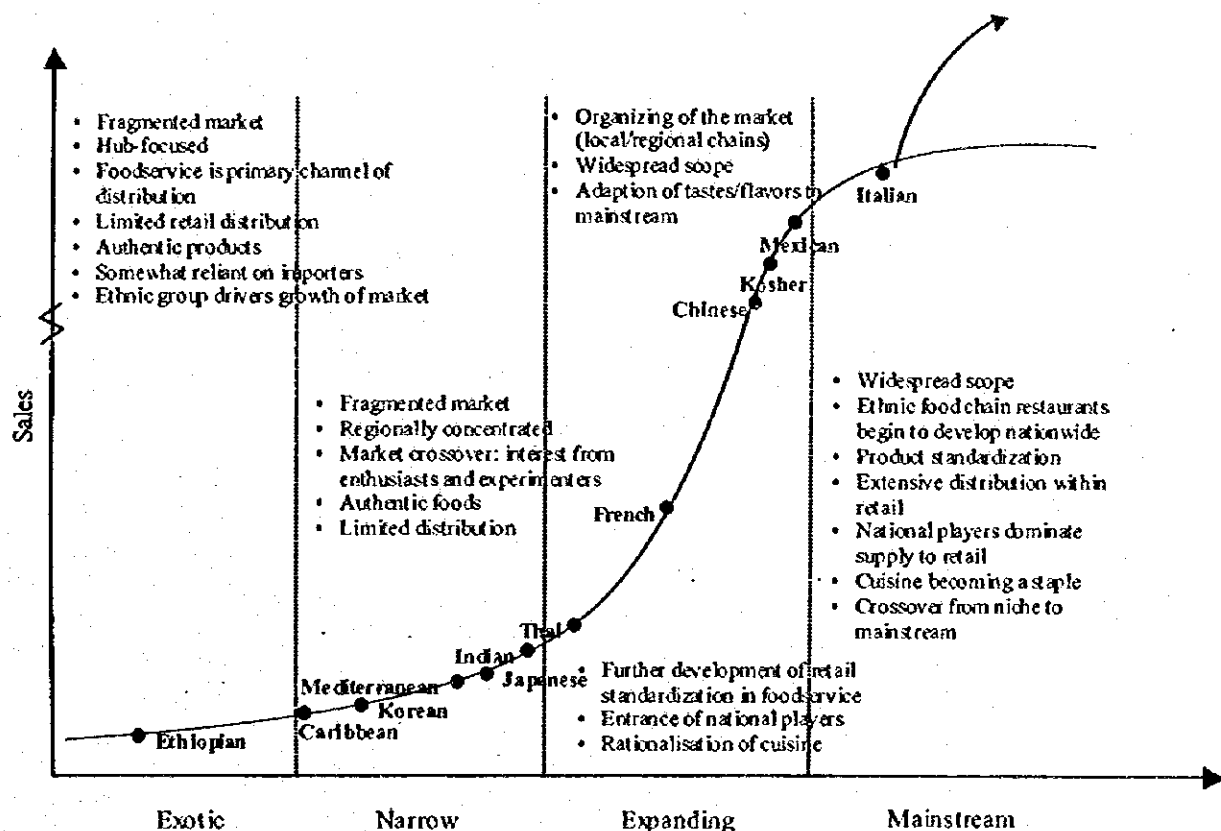 • Fragmented market
• Hub-focused
• Foodservice is primary channel of
distribution
• Limited retail distribution
• Authentic products
• Somewhat reliant on importers
• Ethnic group drivers growth of market
• Organizing of the market
(local/regional chains)
• Widespread scope
• Adaption of tastes/flavors to
mainstream
Italian
Mexican
Kosher
Chinese
Sales
• Fragmented market
• Regionally concentrated
• Market crossover: interest from
enthusiasts and experimenters
• Authentic foods
• Limited distribution
• Widespread scope
• Ethnic food chain restaurants
begin to develop nationwide
• Product standardization
• Extensive distribution within
retail
• National players dominate
supply to retail
• Cuisine becoming a staple
• Crossover from niche to
mainstream
French
Thai
Indian
Japanese
Mediterranean
Korean
Caribbean
Ethiopian
• Further development of retail
standardization in foodservice
• Entrance of national players
• Rationalisation of cuisine
Exotic
Narrow
Expanding
Mainstream